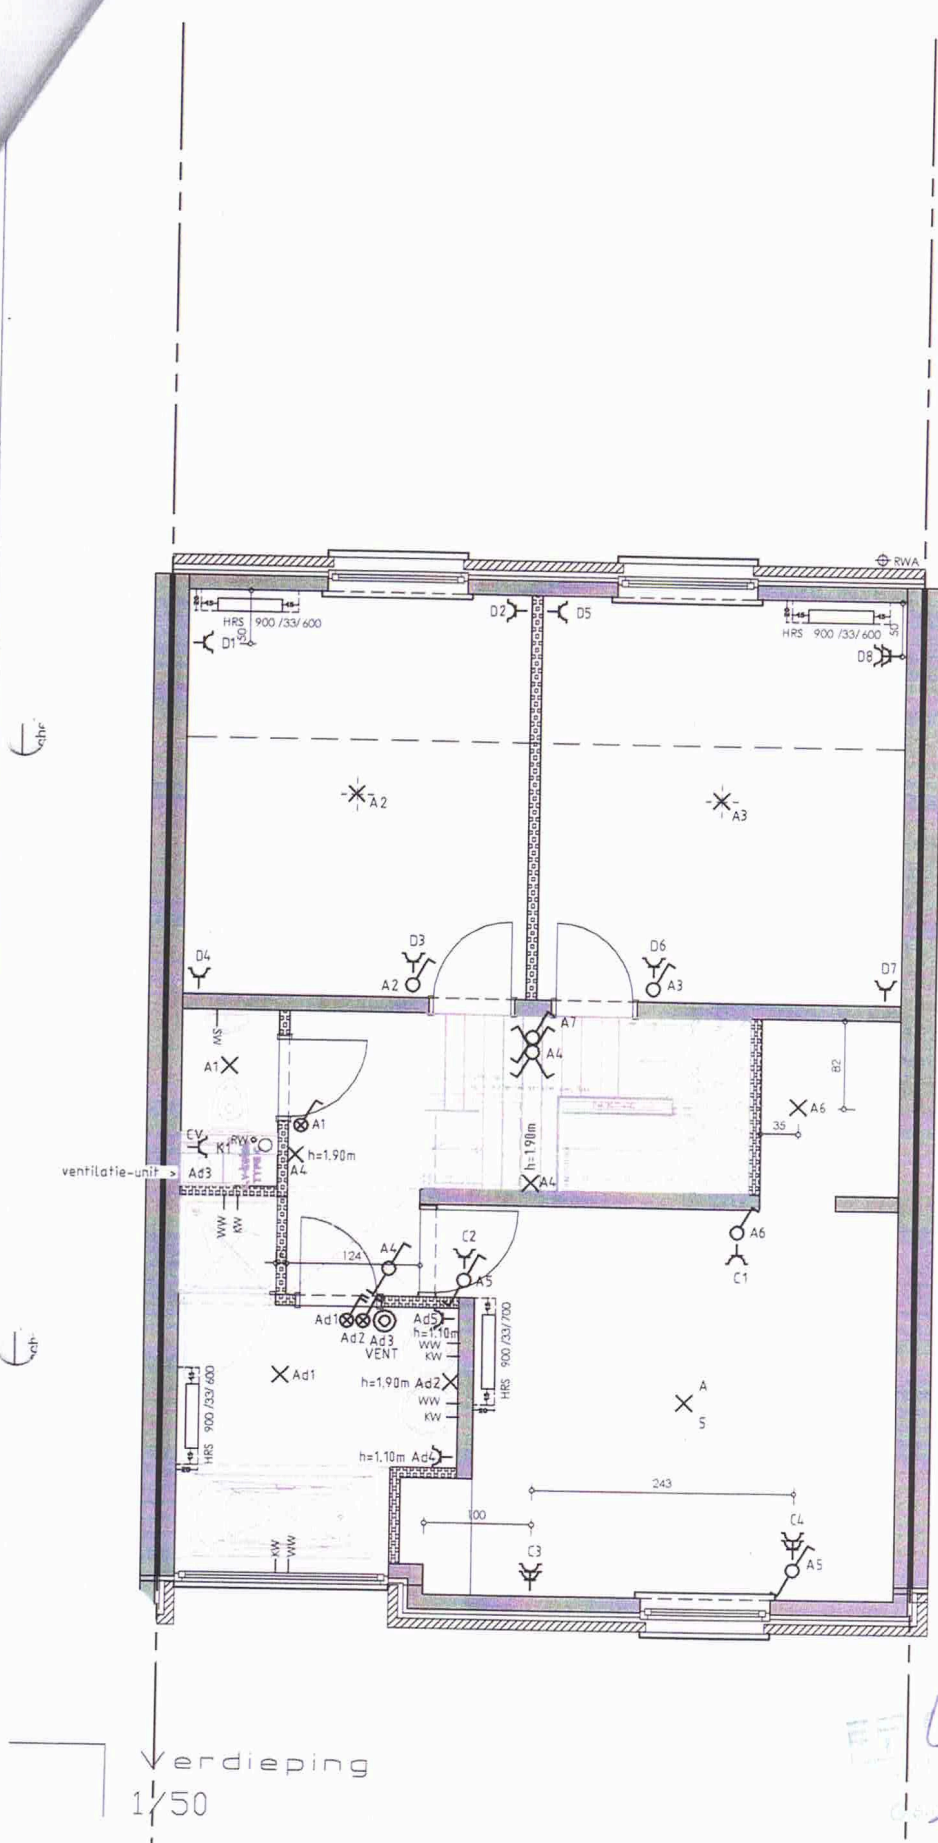 RWA
HRS 900 /33/ 600
50
D1
D2
D5
HRS 900 /33/ 600
50
D8
A2
A3
D4
D3
A2
D6
A3
D7
SW
A1
A7
A4
82
A6
35
CV
K1
RW
A1
A4
h=1.90m
h=1.90m
A4
ventilatie-unit >
Ad3
WW
KW
124
A4
C2
A5
A6
C1
Ad1
Ad2
Ad3
VENT
Ad5
h=1.10m
WW
KW
HRS 900 /33/700
Ad1
h=1.90m Ad2
WW
KW
HRS 900 /33/ 600
A
5
h=1.10m Ad4
243
100
C3
C4
A5
KW
WW
Verdieping
1/50